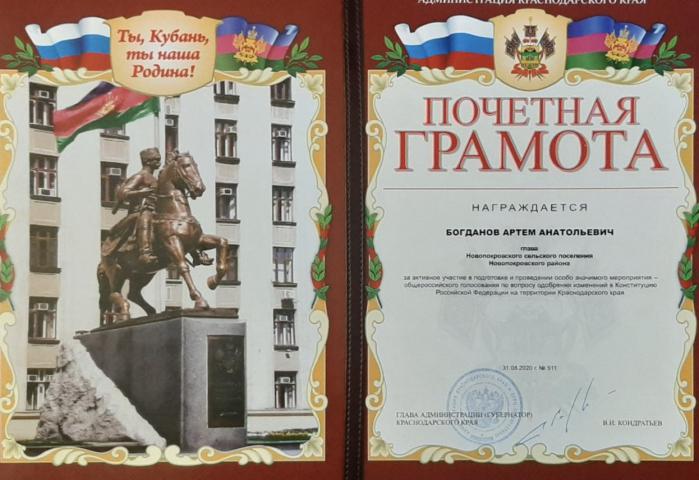 Ты, Кубань,
ты наша
Родина!
АДМИНИСТРАЦИЯ КРАСНОДАРСКОГО КРАЯ
ПОЧЕТНАЯ
ГРАМОТА
НАГРАЖДАЕТСЯ
БОГДАНОВ АРТЕМ АНАТОЛЬЕВИЧ
глава
Новопокровского сельского поселения
Новопокровского района
за активное участие в подготовке и проведении особо значимого мероприятия –
общероссийского голосования по вопросу одобрения изменений в Конституцию
Российской Федерации на территории Краснодарского края
31.08.2020 г. № 511
ГЛАВА АДМИНИСТРАЦИИ (ГУБЕРНАТОР)
КРАСНОДАРСКОГО КРАЯ
В.И. КОНДРАТЬЕВ